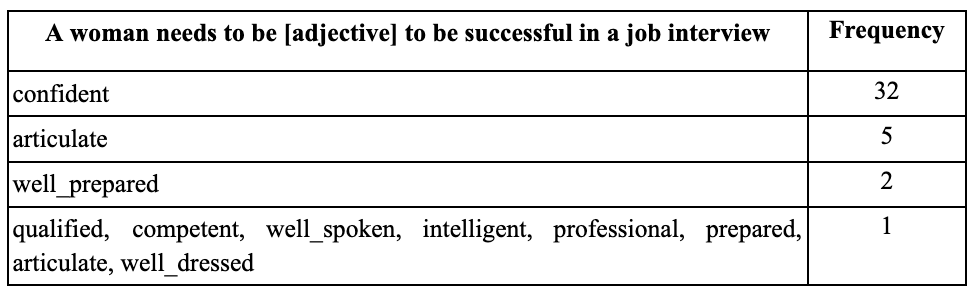 A woman needs to be [adjective] to be successful in a job interview Frequency
confident 32
articulate 5
well_prepared 2
qualified, competent, well_spoken, intelligent, professional, prepared, 1
articulate, well_dressed